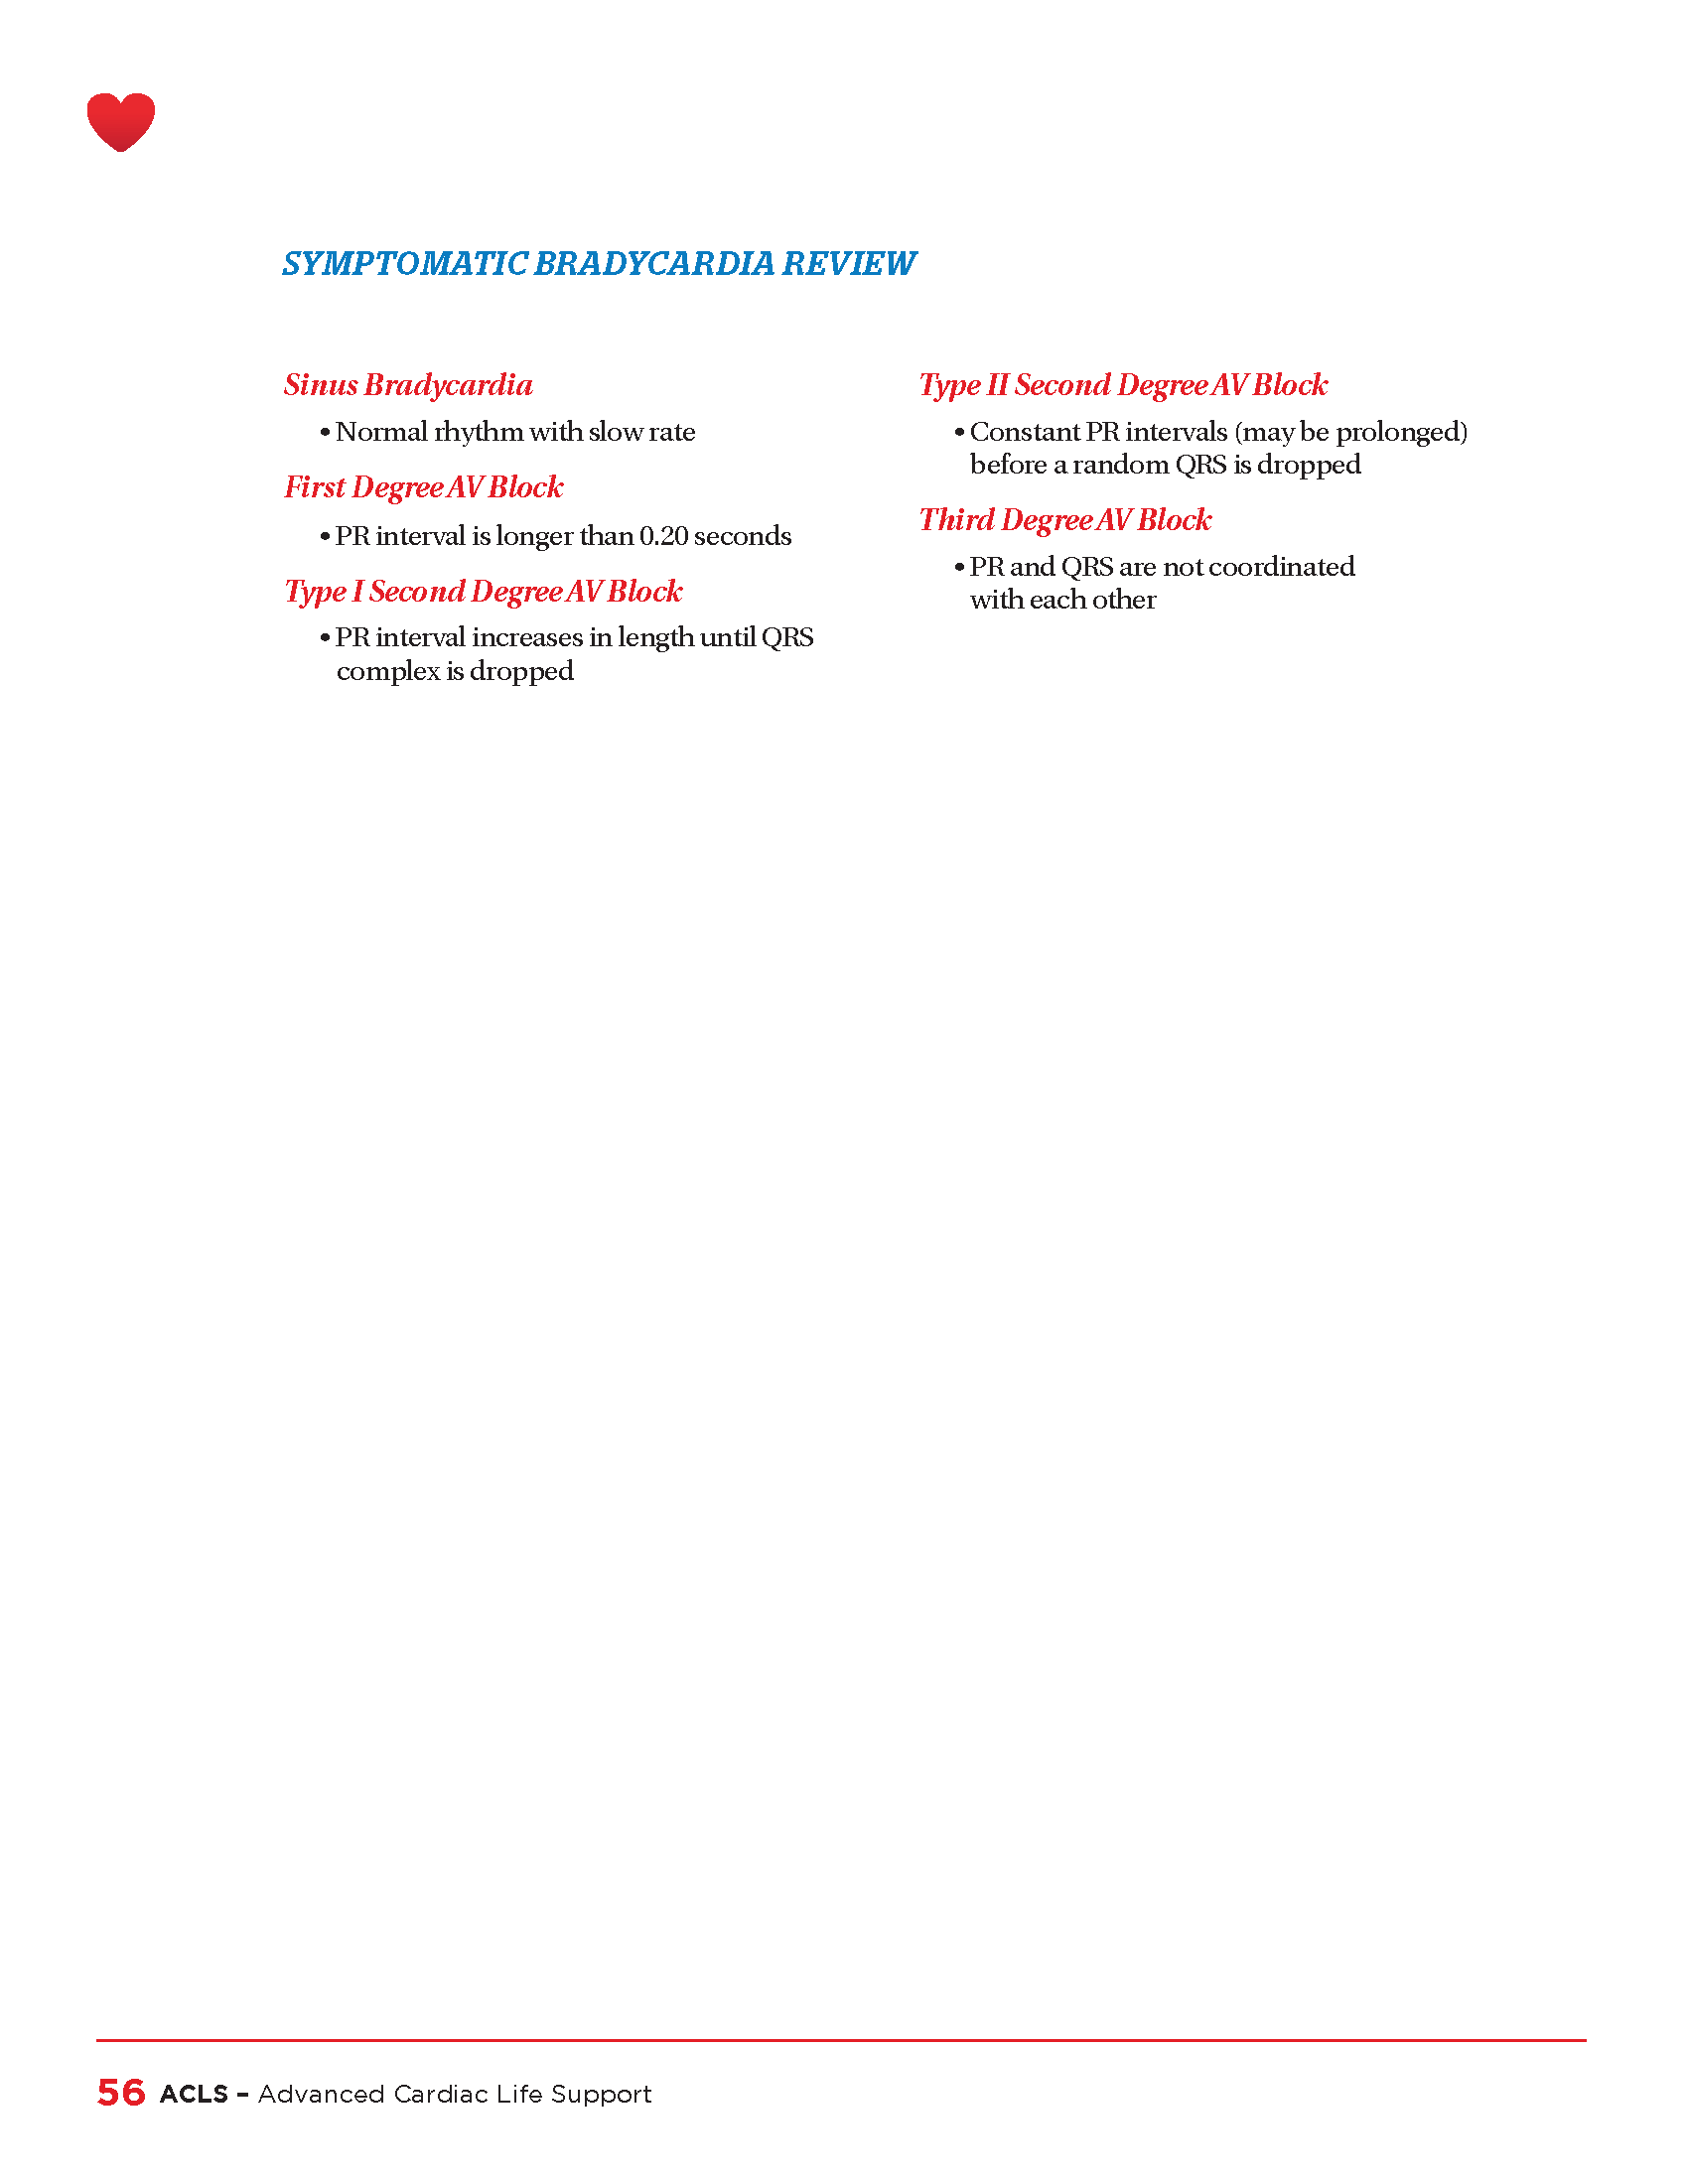 SYMPTOMATIC BRADYCARDIA REVIEW
Sinus Bradycardia
• Normal rhythm with slow rate
First Degree AV Block
• PR interval is longer than 0.20 seconds
Type I Second Degree AV Block
• PR interval increases in length until QRS
complex is dropped
Type II Second Degree AV Block
• Constant PR intervals (may be prolonged)
before a random QRS is dropped
Third Degree AV Block
• PR and QRS are not coordinated
with each other
56 ACLS – Advanced Cardiac Life Support